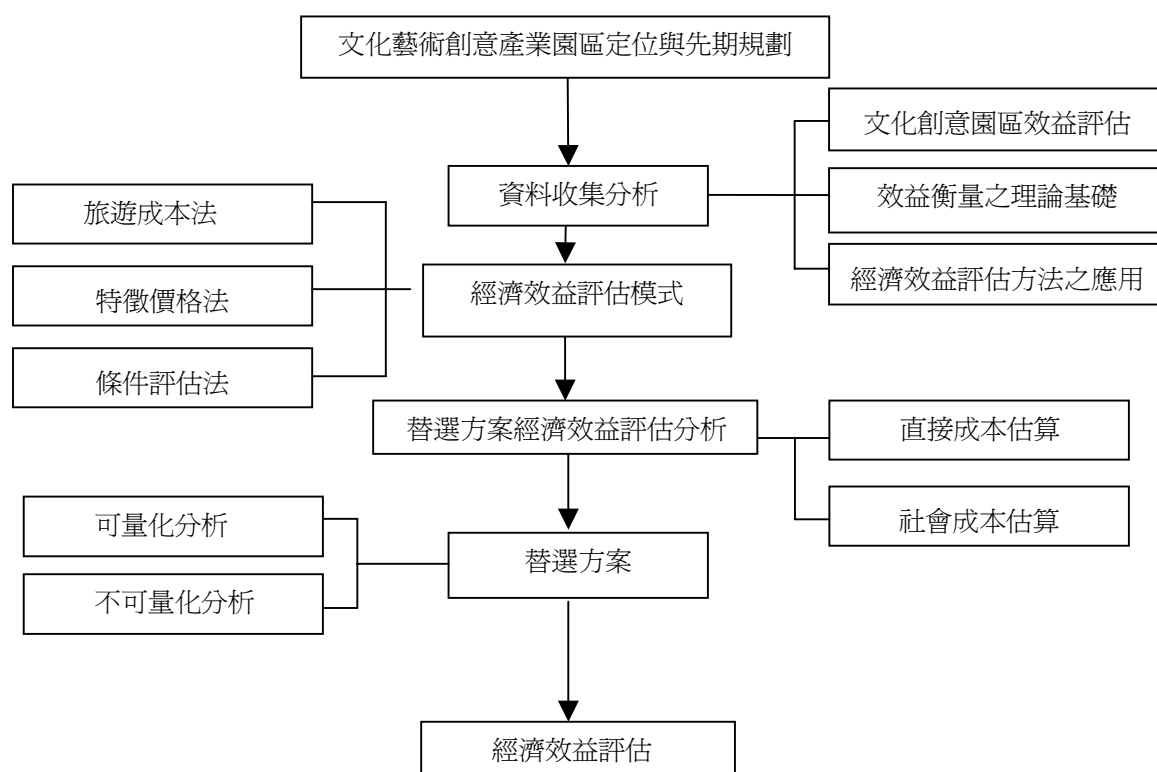 文化藝術創意產業園區定位與先期規劃
文化創意園區效益評估
資料收集分析
效益衡量之理論基礎
旅遊成本法
經濟效益評估方法之應用
經濟效益評估模式
特徵價格法
條件評估法
替選方案經濟效益評估分析
直接成本估算
可量化分析
社會成本估算
替選方案
不可量化分析
經濟效益評估